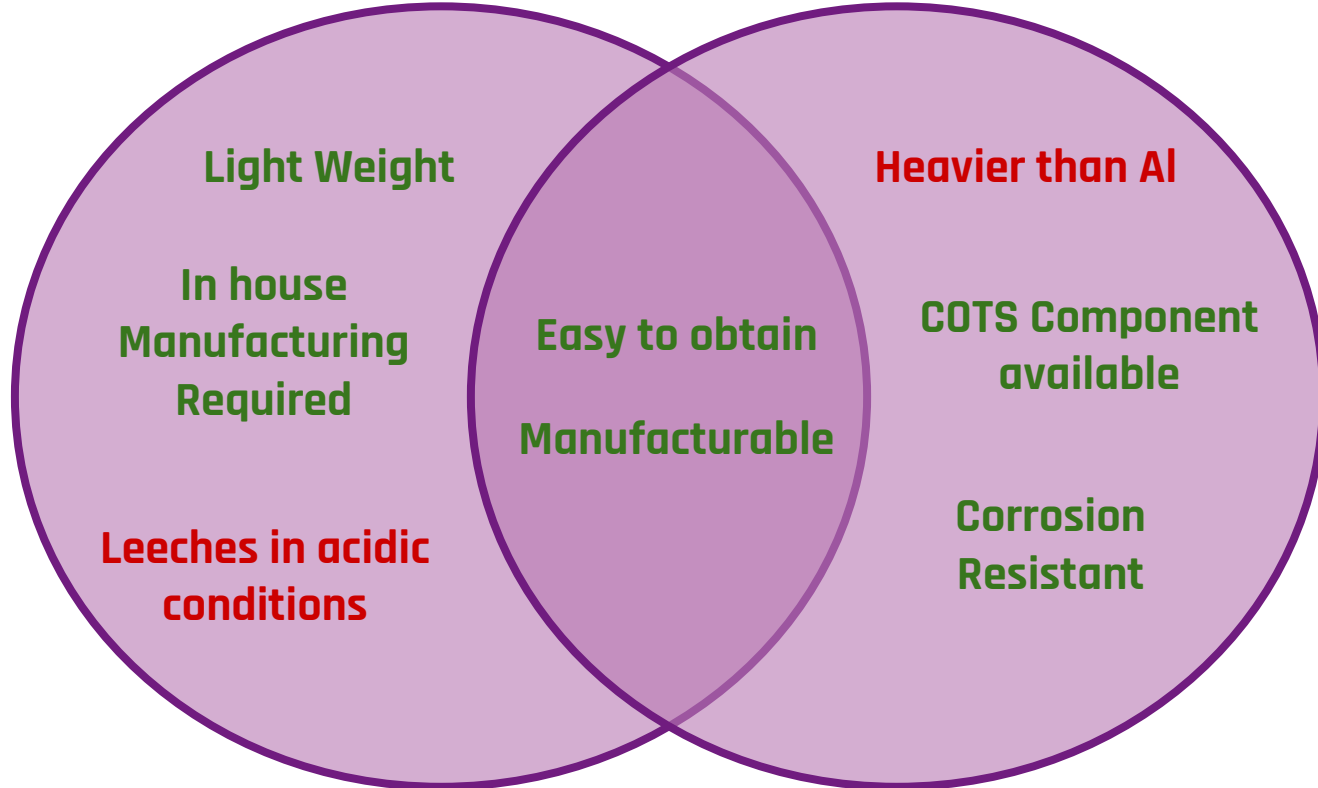 Light Weight
In house
Manufacturing
Required
Leeches in acidic
conditions
Easy to obtain
Manufacturable
Heavier than Al
COTS Component
available
Corrosion
Resistant